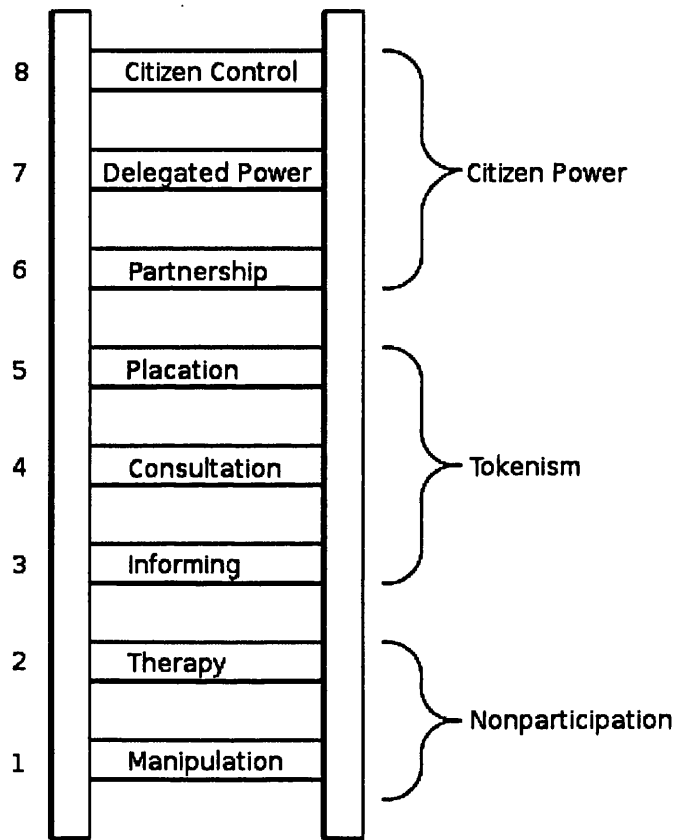 8 Citizen Control
7 Delegated Power
Citizen Power
6 Partnership
5 Placation
4 Consultation
Tokenism
3 Informing
2 Therapy
Nonparticipation
1 Manipulation